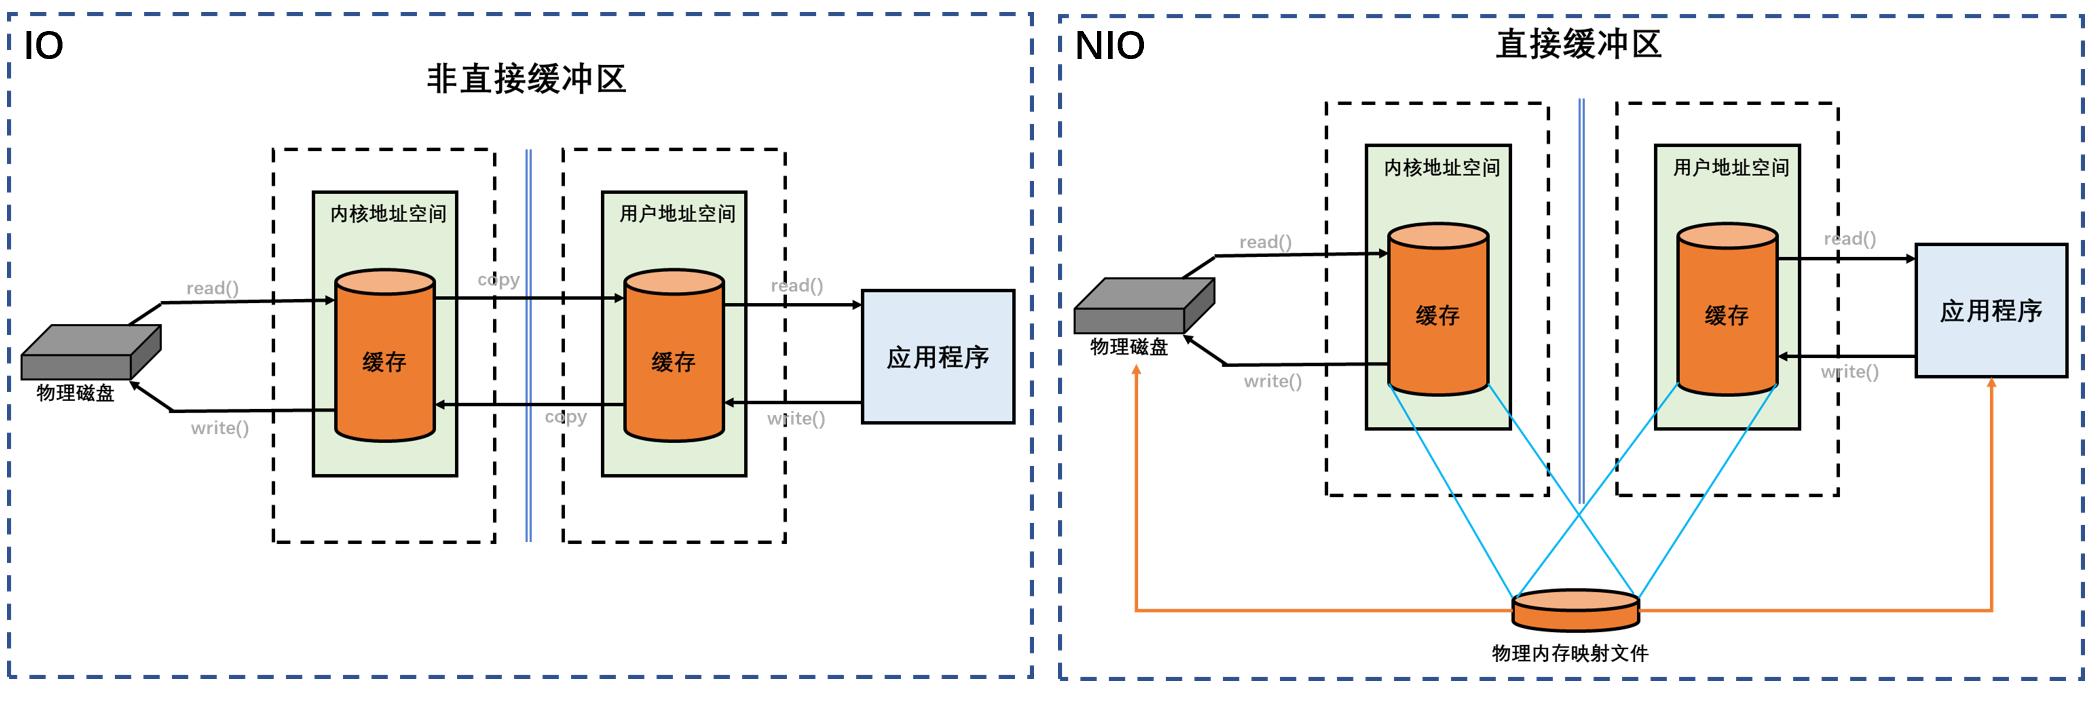 IO
非直接缓冲区
内核地址空间
用户地址空间
read()
copy
read()
缓存
缓存
应用程序
物理磁盘
write()
copy
write()
NIO
直接缓冲区
内核地址空间
用户地址空间
read()
read()
缓存
缓存
应用程序
物理磁盘
write()
write()
物理内存映射文件